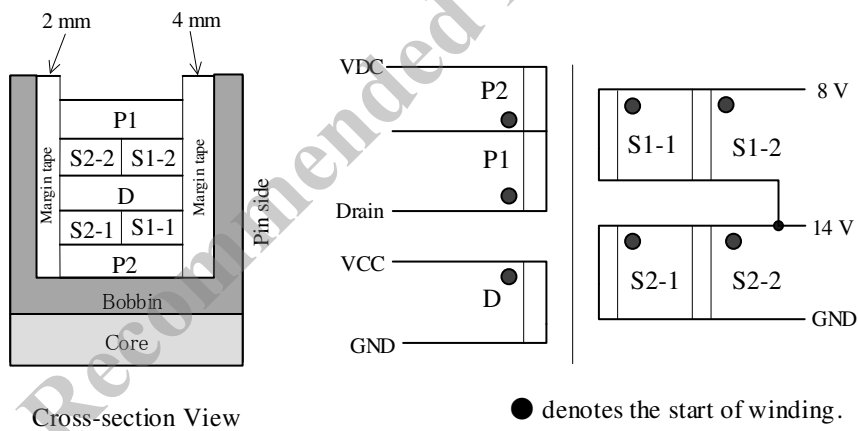 2 mm
4 mm
P1
S2-2
S1-2
D
S2-1
S1-1
P2
Margin tape
Margin tape
Pin side
Bobbin
Core
Cross-section View
VDC
P2
P1
Drain
VCC
D
GND
8 V
S1-1
S1-2
14 V
S2-1
S2-2
GND
● denotes the start of winding.
Recommended